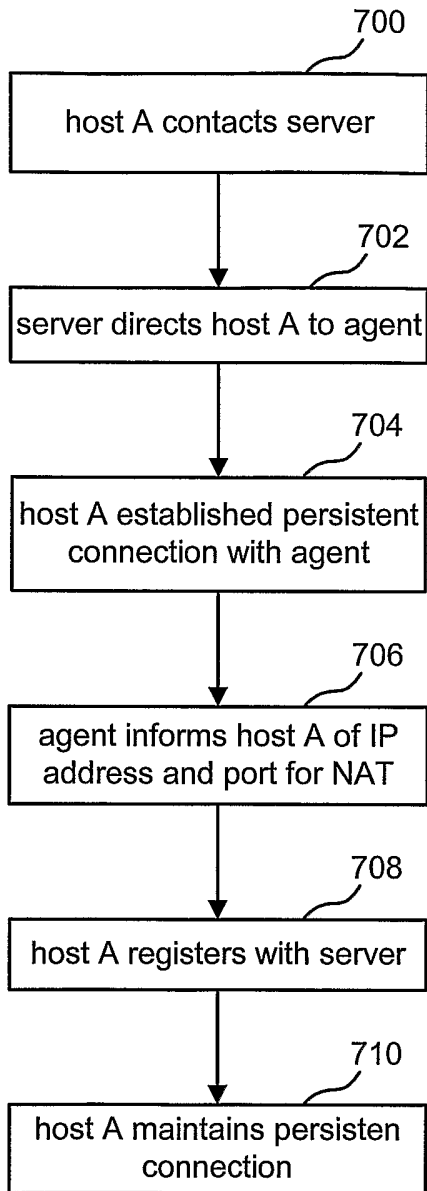 700
host A contacts server
702
server directs host A to agent
704
host A established persistent
connection with agent
706
agent informs host A of IP
address and port for NAT
708
host A registers with server
710
host A maintains persisten
connection